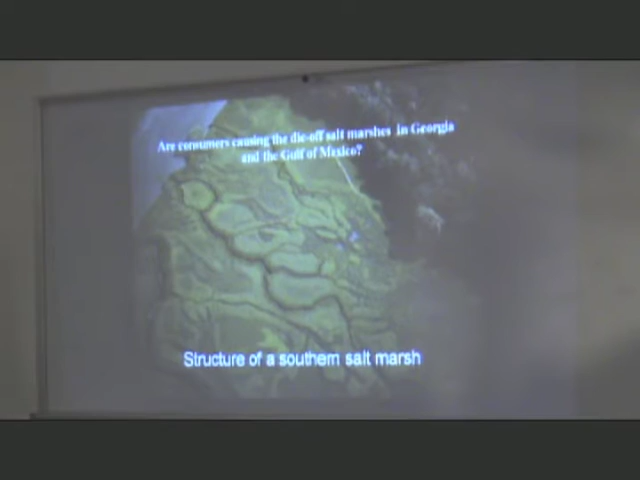 Are consumers causing the die-off salt marshes in Georgia
and the Gulf of Mexico?
Structure of a southern salt marsh